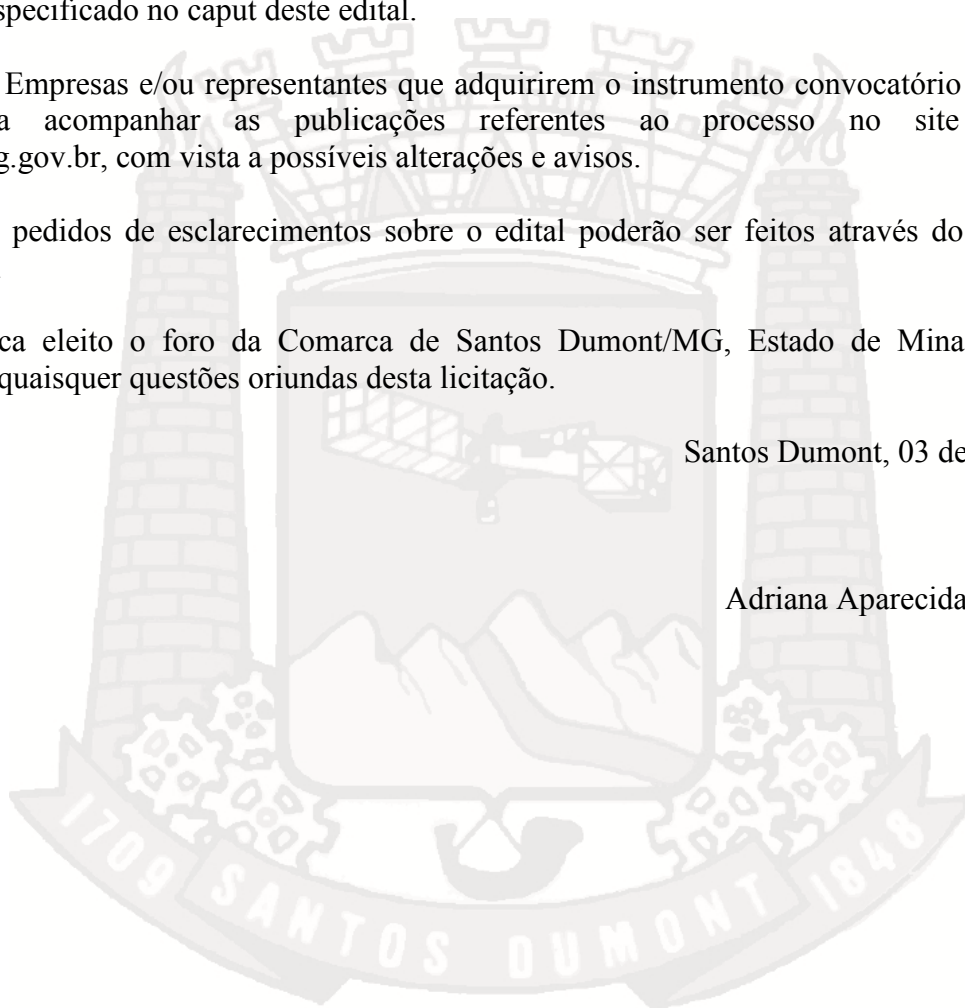 specificado no caput deste edital.
Empresas e/ou representantes que adquirirem o instrumento convocatório
a acompanhar as publicações referentes ao processo no site
g.gov.br, com vista a possíveis alterações e avisos.
pedidos de esclarecimentos sobre o edital poderão ser feitos através do
ca eleito o foro da Comarca de Santos Dumont/MG, Estado de Mina
quaisquer questões oriundas desta licitação.
Santos Dumont, 03 de
Adriana Aparecida
1709 SANTOS DUMONT 1848